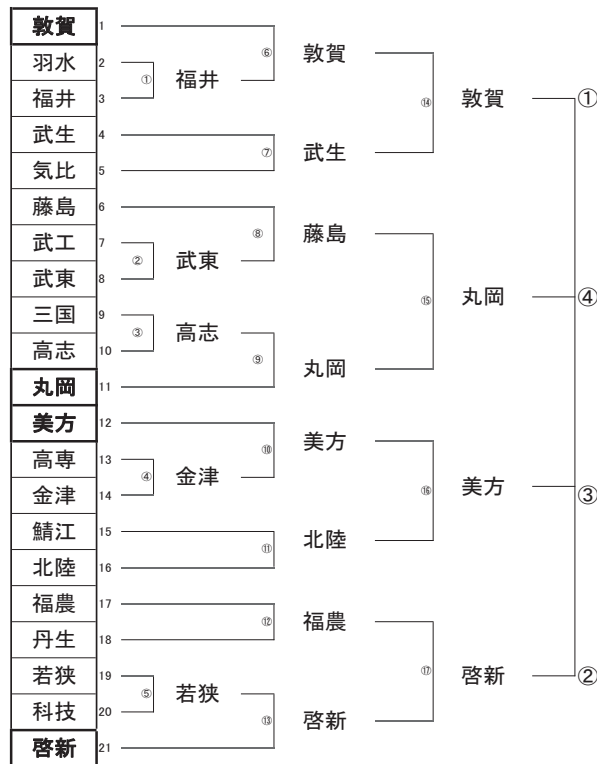 敦賀 1
羽水 2
福井 3
武生 4
気比 5
藤島 6
武工 7
武東 8
三国 9
高志 10
丸岡 11
美方 12
高専 13
金津 14
鯖江 15
北陸 16
福農 17
丹生 18
若狭 19
科技 20
啓新 21
① 福井
② 武東
③ 高志
④ 金津
⑤ 若狭
⑥ 敦賀
⑦ 武生
⑧ 藤島
⑨ 丸岡
⑩ 美方
⑪ 北陸
⑫ 福農
⑬ 啓新
⑭ 敦賀 ①
⑮ 丸岡 ④
⑯ 美方 ③
⑰ 啓新 ②